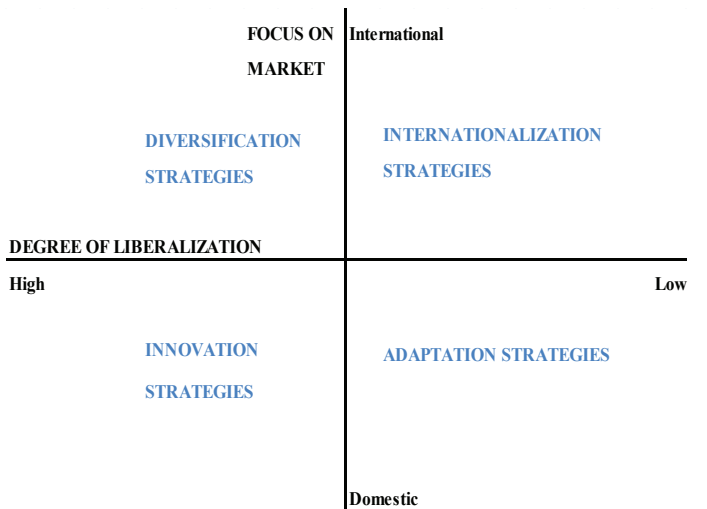 FOCUS ON International
MARKET
DIVERSIFICATION INTERNATIONALIZATION
STRATEGIES STRATEGIES
DEGREE OF LIBERALIZATION
High Low
INNOVATION ADAPTATION STRATEGIES
STRATEGIES
Domestic